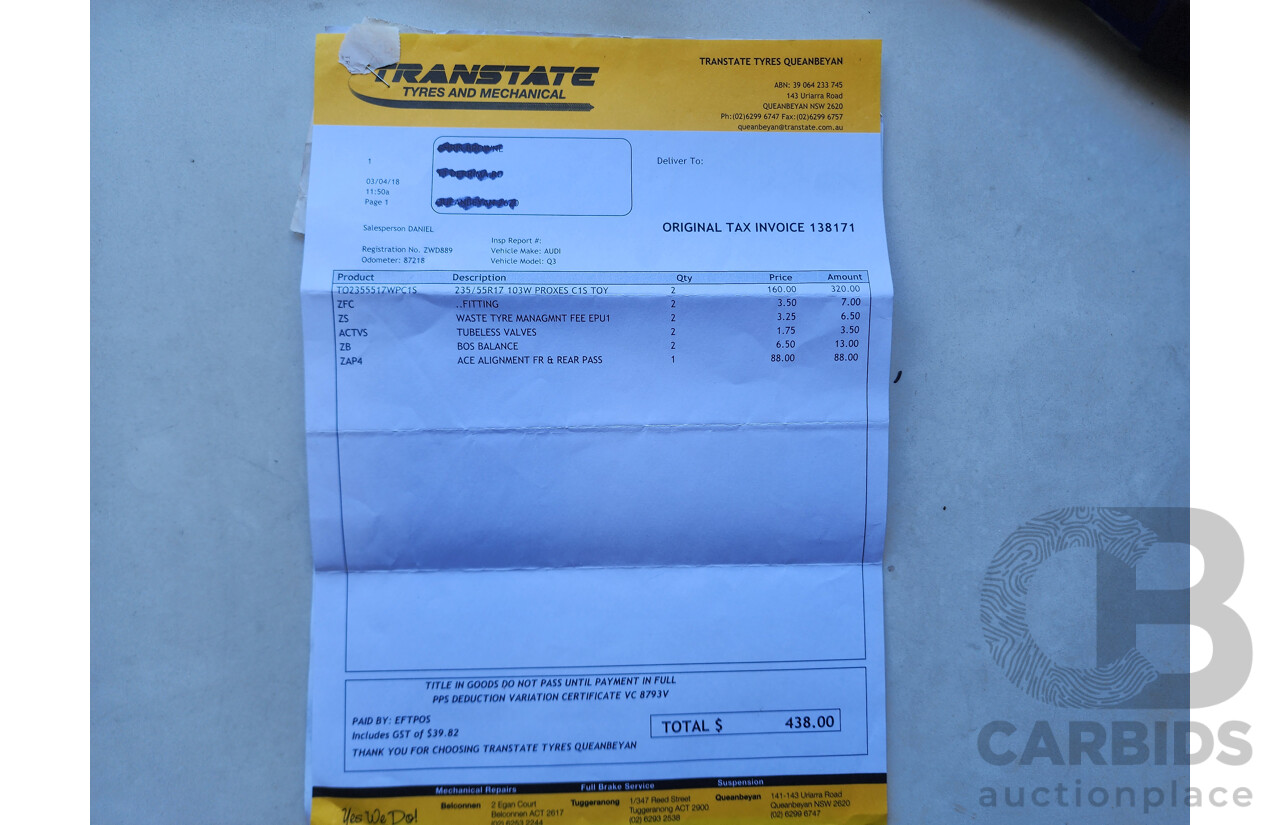 TRANSTATE
TYRES AND MECHANICAL
TRANSTATE TYRES QUEANBEYAN
ABN: 39 064 233 745
143 Uriarra Road
QUEANBEYAN NSW 2620
Ph:(02)6299 6747 Fax:(02)6299 6757
queanbeyan@transtate.com.au
1
03/04/18
11:50a
Page 1
Deliver To:
Salesperson DANIEL
ORIGINAL TAX INVOICE 138171
Insp Report #:
Registration No. ZWD889 Vehicle Make: AUDI
Odometer: 87218 Vehicle Model: Q3
Product Description Qty Price Amount
TO2355517WPC1S 235/55R17 103W PROXES C1S TOY 2 160.00 320.00
ZFC ..FITTING 2 3.50 7.00
ZS WASTE TYRE MANAGMNT FEE EPU1 2 3.25 6.50
ACTVS TUBELESS VALVES 2 1.75 3.50
ZB BOS BALANCE 2 6.50 13.00
ZAP4 ACE ALIGNMENT FR & REAR PASS 1 88.00 88.00
TITLE IN GOODS DO NOT PASS UNTIL PAYMENT IN FULL
PPS DEDUCTION VARIATION CERTIFICATE VC 8793V
PAID BY: EFTPOS
Includes GST of $39.82
THANK YOU FOR CHOOSING TRANSTATE TYRES QUEANBEYAN
TOTAL $ 438.00
Mechanical Repairs Full Brake Service Suspension
Yes We Do!
Belconnen 2 Egan Court
Belconnen ACT 2617
(02) 6253 2244
Tuggeranong 1/347 Reed Street
Tuggeranong ACT 2900
(02) 6293 2538
Queanbeyan 141-143 Uriarra Road
Queanbeyan NSW 2620
(02) 6299 6747
CB
CARBIDS
auctionplace